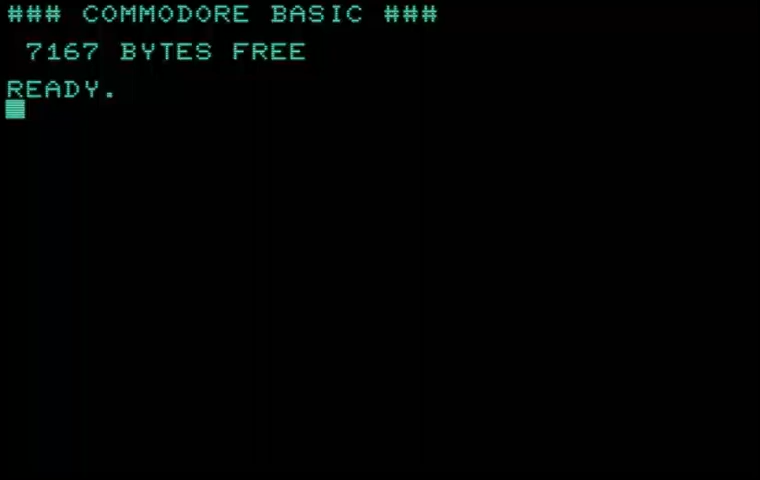 ### COMMODORE BASIC ###
7167 BYTES FREE
READY.